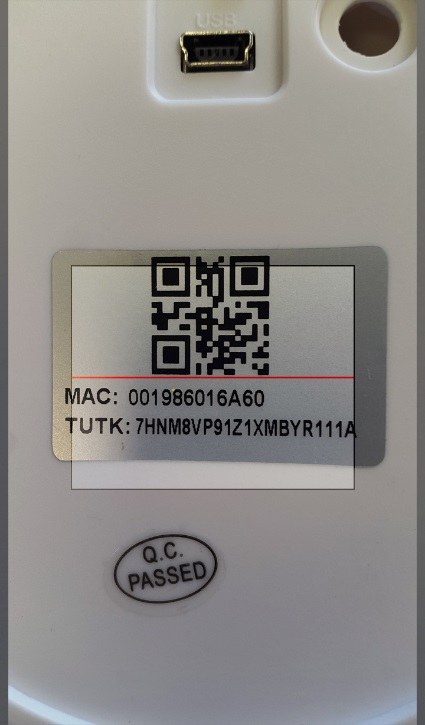 USB
MAC: 001986016A60
TUTK: 7HNM8VP91Z1XMBYR111A
Q.C.
PASSED